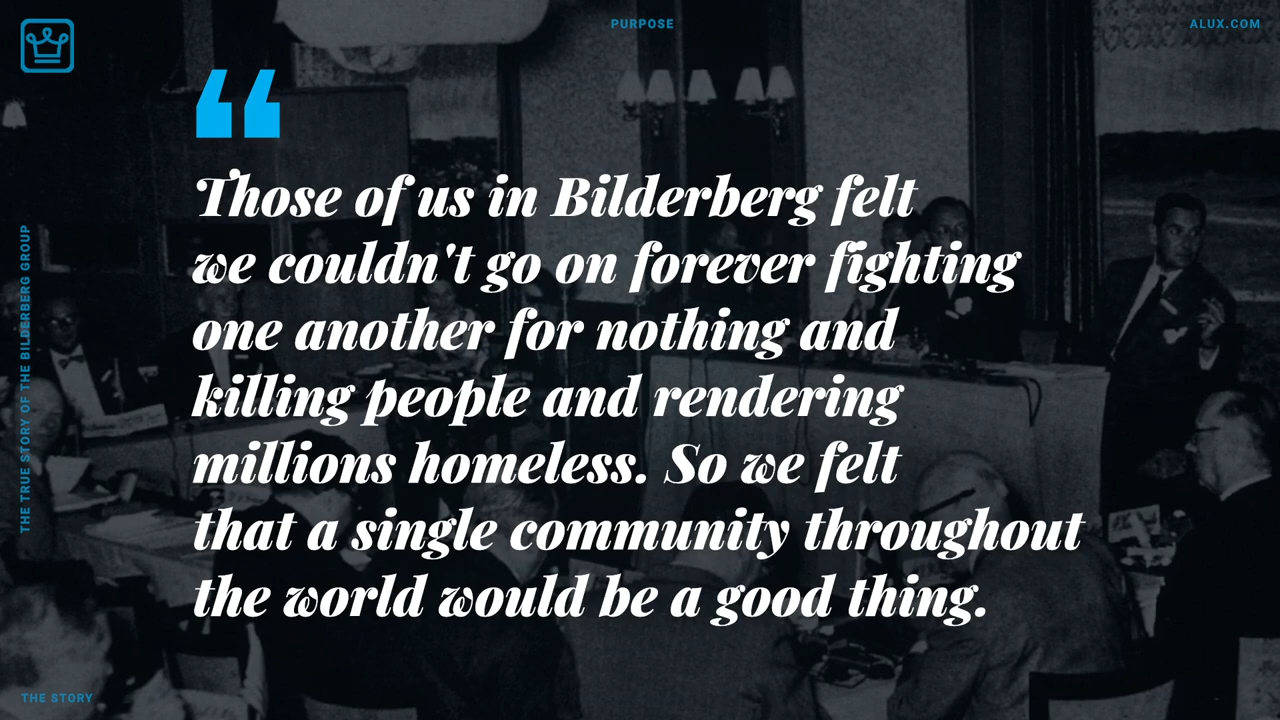 PURPOSE
ALUX.COM
Those of us in Bilderberg felt
we couldn't go on forever fighting
one another for nothing and
killing people and rendering
millions homeless. So we felt
that a single community throughout
the world would be a good thing.
THE TRUE STORY OF THE BILDERBERG GROUP
THE STORY